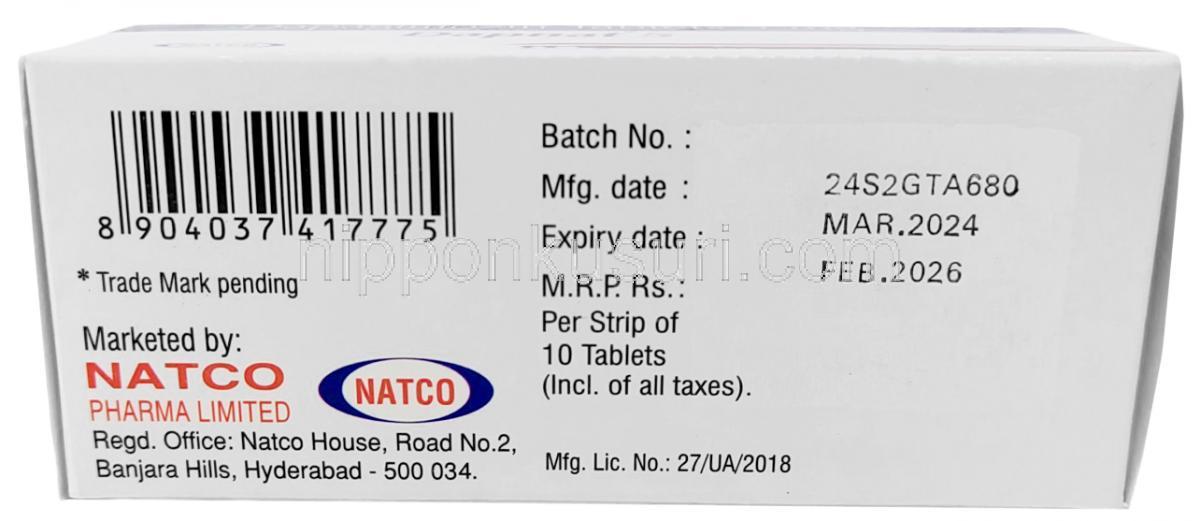 NATCO
8 904037 417775
* Trade Mark pending
Marketed by:
NATCO
PHARMA LIMITED
NATCO
Regd. Office: Natco House, Road No.2,
Banjara Hills, Hyderabad - 500 034.
Batch No. :
Mfg. date :
24S2GTA680
Expiry date :
MAR.2024
M.R.P. Rs.:
FEB.2026
Per Strip of
10 Tablets
(Incl. of all taxes).
Mfg. Lic. No.: 27/UA/2018
nipponkusuri.com